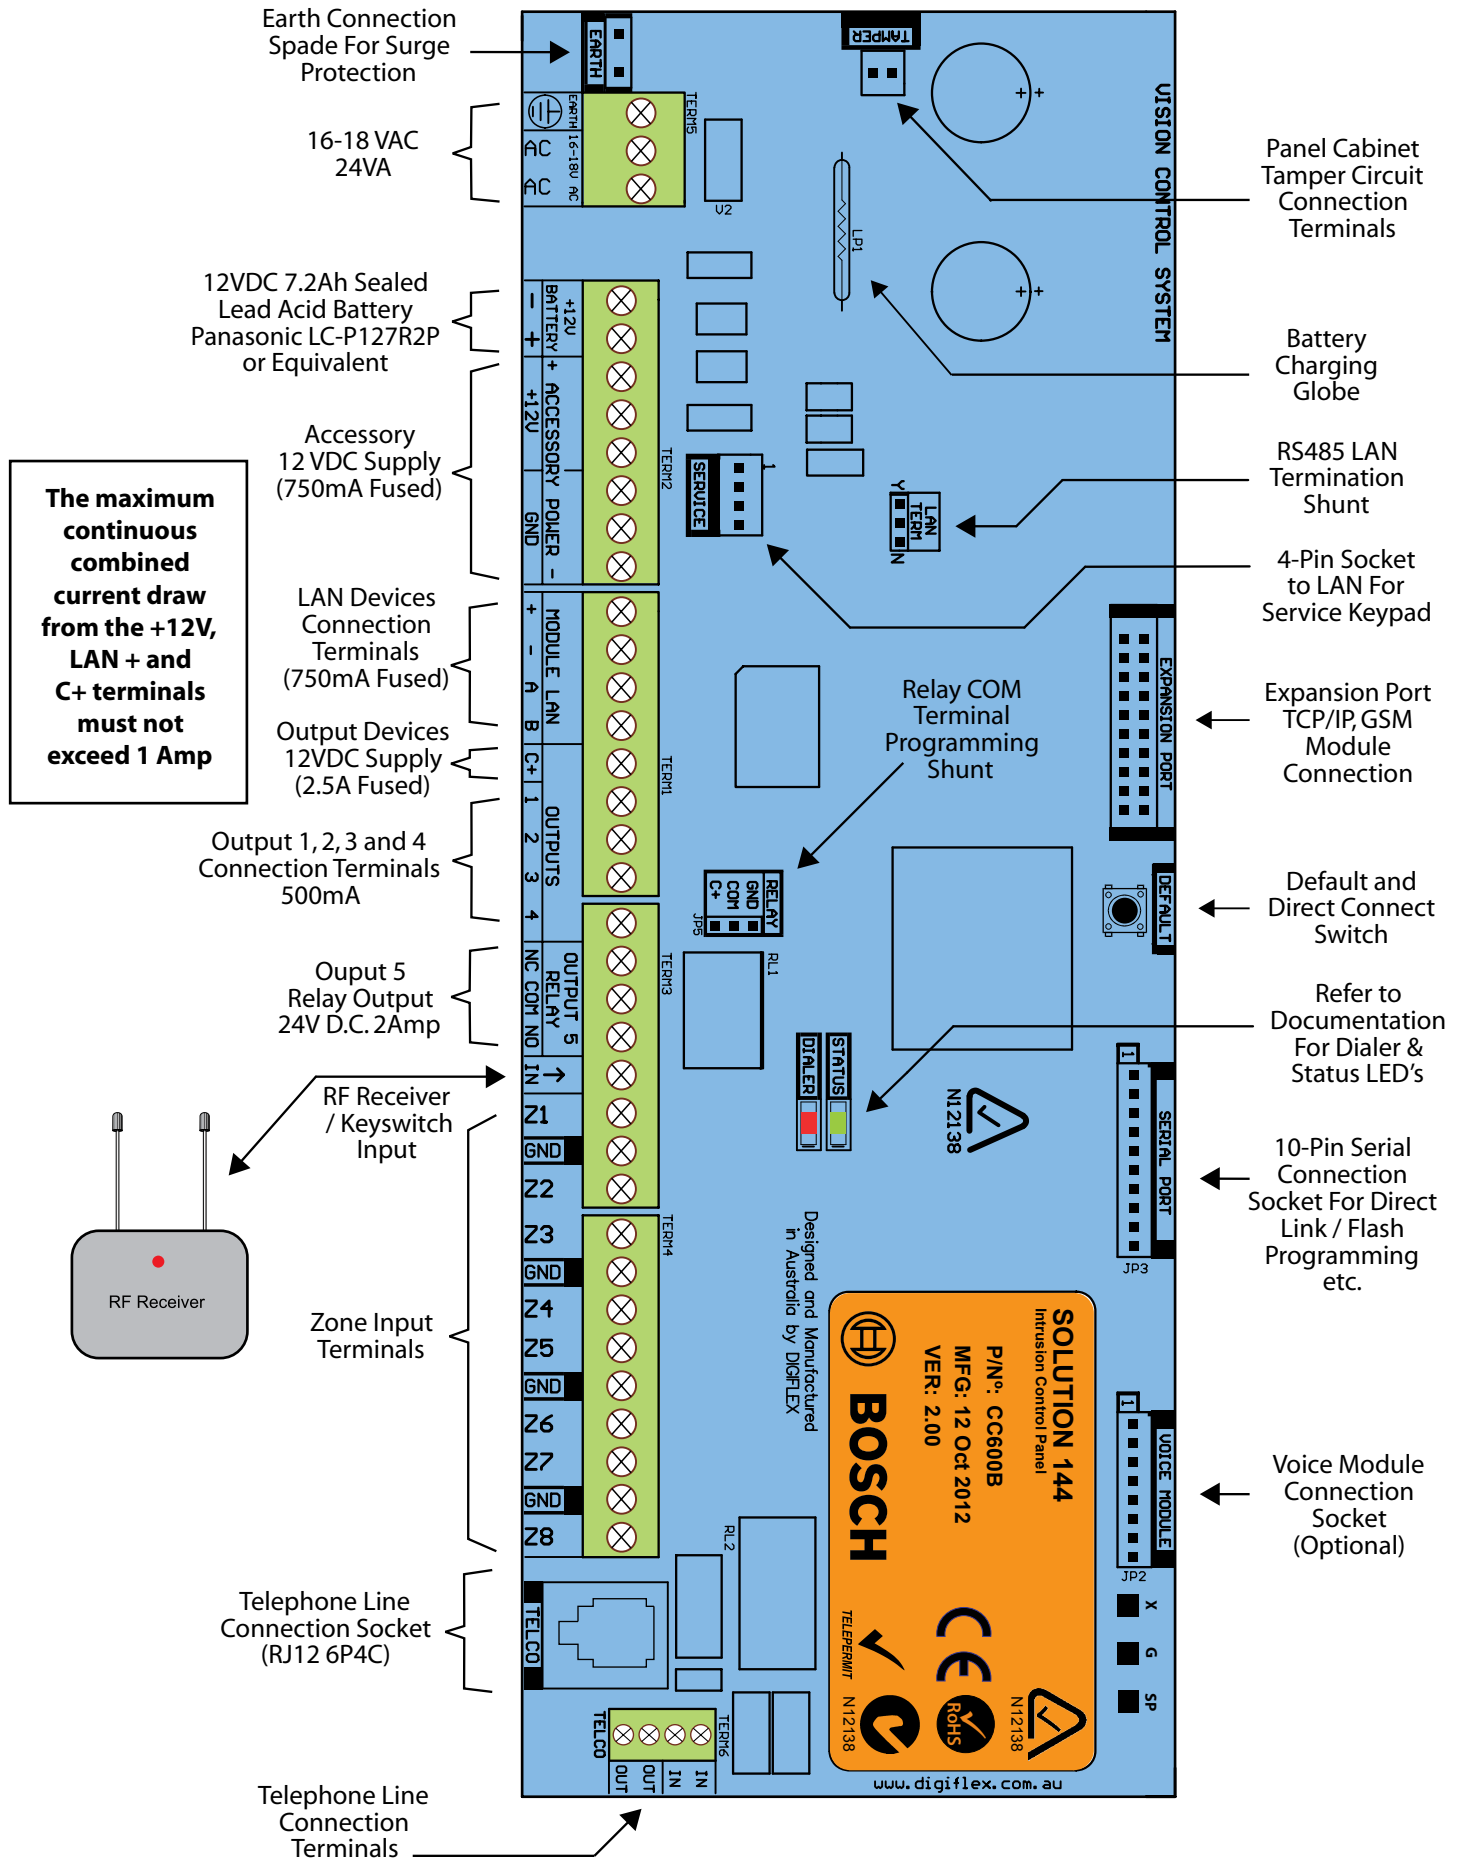 Earth Connection
Spade For Surge
Protection
16-18 VAC
24VA
12VDC 7.2Ah Sealed
Lead Acid Battery
Panasonic LC-P127R2P
or Equivalent
Accessory
12 VDC Supply
(750mA Fused)
The maximum
continuous
combined
current draw
from the +12V,
LAN + and
C+ terminals
must not
exceed 1 Amp
LAN Devices
Connection
Terminals
(750mA Fused)
Output Devices
12VDC Supply
(2.5A Fused)
Output 1, 2, 3 and 4
Connection Terminals
500mA
Ouput 5
Relay Output
24V D.C. 2Amp
RF Receiver
/ Keyswitch
Input
RF Receiver
Zone Input
Terminals
Telephone Line
Connection Socket
(RJ12 6P4C)
Telephone Line
Connection
Terminals
EARTH
EARTH 16-18V AC
AC
AC
TERM5
V2
- +
+12V
BATTERY
+ ACCESSORY POWER -
+12V GND
TERM2
+ - A B
MODULE LAN
C+ 1 2 3 4
OUTPUTS
TERM1
NC COM NO
OUTPUT 5
RELAY
TERM3
IN →
Z1
GND
Z2
Z3
GND
Z4
Z5
GND
Z6
Z7
GND
Z8
TERM4
TELCO
TELCO
OUT OUT IN IN
TERM6
TAMPER
+ +
+ +
LP1
VISION CONTROL SYSTEM
SERVICE
1
Y
LAN
TERM
N
EXPANSION PORT
RELAY
GND
COM
C+
JP5
RL1
DEFAULT
DIALER
STATUS
N12138
1
SERIAL PORT
JP3
Designed and Manufactured
in Australia by DIGIFLEX
SOLUTION 144
Intrusion Control Panel
P/Nº: CC600B
MFG: 12 Oct 2012
VER: 2.00
BOSCH
TELEPERMIT
CE
N12138
RoHS
N12138
www.digiflex.com.au
RL2
1
VOICE MODULE
JP2
X
G
SP
Panel Cabinet
Tamper Circuit
Connection
Terminals
Battery
Charging
Globe
RS485 LAN
Termination
Shunt
4-Pin Socket
to LAN For
Service Keypad
Relay COM
Terminal
Programming
Shunt
Expansion Port
TCP/IP, GSM
Module
Connection
Default and
Direct Connect
Switch
Refer to
Documentation
For Dialer &
Status LED's
10-Pin Serial
Connection
Socket For Direct
Link / Flash
Programming
etc.
Voice Module
Connection
Socket
(Optional)